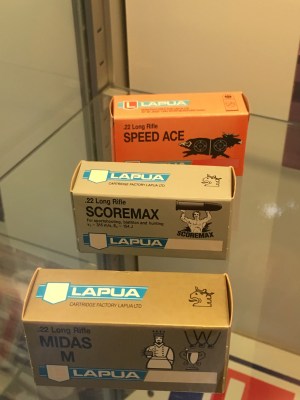 L LAPUA
.22 Long Rifle
SPEED ACE
LAPUA
LAPUA
CARTRIDGE FACTORY LAPUA LTD.
.22 Long Rifle
SCOREMAX
SCOREMAX
LAPUA
LAPUA
CARTRIDGE FACTORY LAPUA LTD.
.22 Long Rifle
MIDAS
M
LAPUA